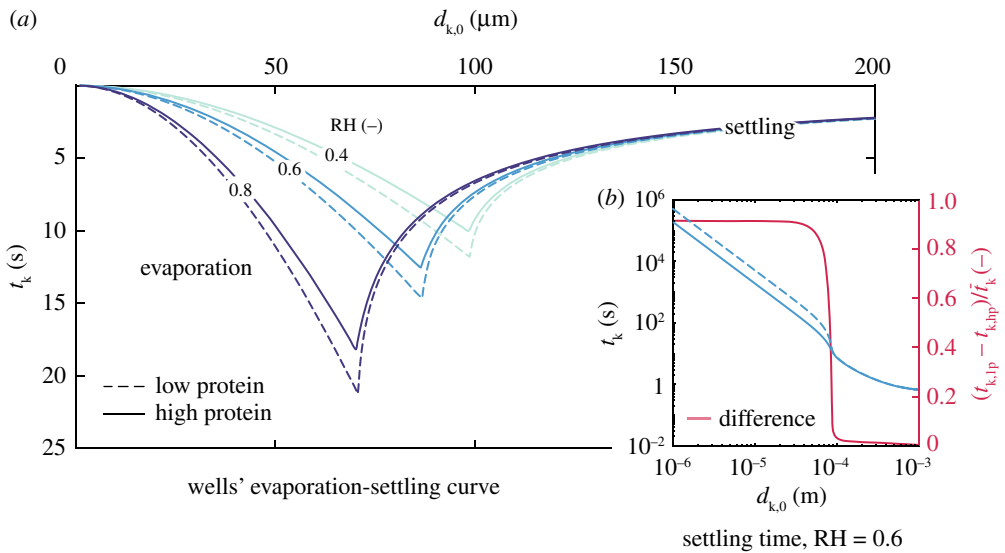 (a)
d_k,0 (μm)
0 50 100 150 200
RH (–)
0.4
0.6
0.8
5
10
15
20
25
t_k (s)
evaporation
settling
low protein
high protein
wells’ evaporation-settling curve
(b)
10^6
10^4
10^2
1
10^–2
t_k (s)
1.0
0.8
0.6
0.4
0.2
0
(t_k,lp – t_k,hp)/t̄_k (–)
difference
10^–6 10^–5 10^–4 10^–3
d_k,0 (m)
settling time, RH = 0.6